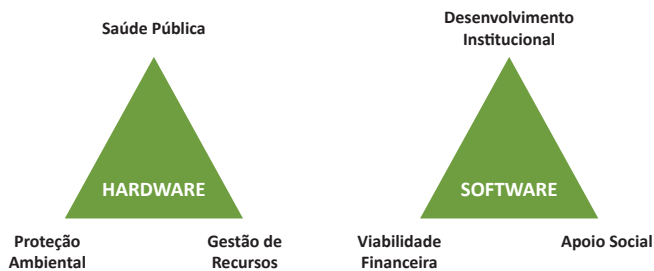 Saúde Pública
HARDWARE
Proteção
Ambiental
Gestão de
Recursos
Desenvolvimento
Institucional
SOFTWARE
Viabilidade
Financeira
Apoio Social